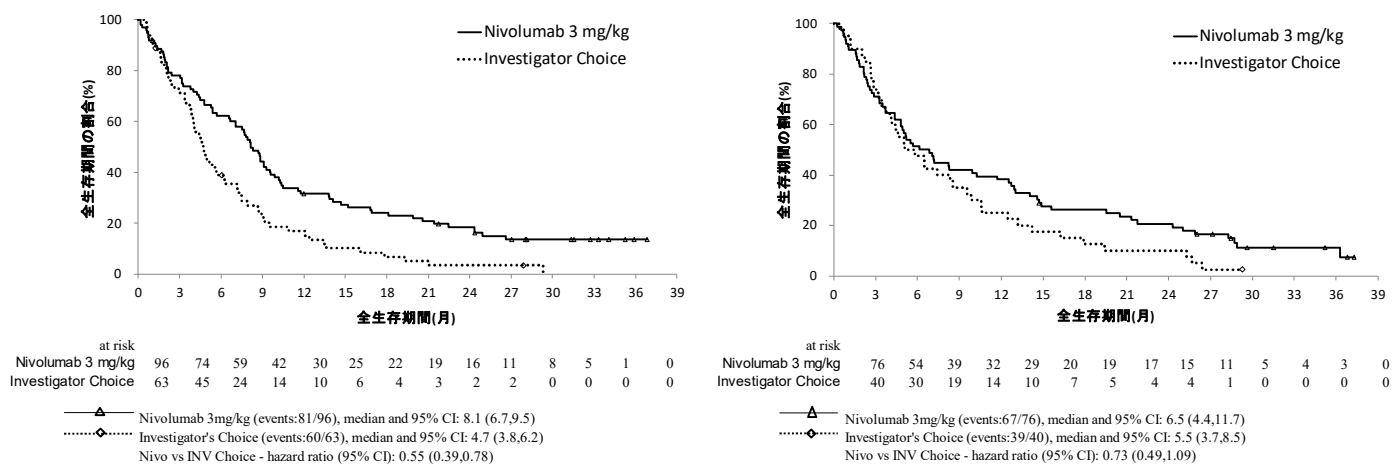 100
80
60
40
20
0
全生存期間の割合(%)
Nivolumab 3 mg/kg
Investigator Choice
0 3 6 9 12 15 18 21 24 27 30 33 36 39
全生存期間(月)
at risk
Nivolumab 3 mg/kg 96 74 59 42 30 25 22 19 16 11 8 5 1 0
Investigator Choice 63 45 24 14 10 6 4 3 2 2 0 0 0 0
Nivolumab 3mg/kg (events:81/96), median and 95% CI: 8.1 (6.7,9.5)
Investigator's Choice (events:60/63), median and 95% CI: 4.7 (3.8,6.2)
Nivo vs INV Choice - hazard ratio (95% CI): 0.55 (0.39,0.78)
100
80
60
40
20
0
全生存期間の割合(%)
Nivolumab 3 mg/kg
Investigator Choice
0 3 6 9 12 15 18 21 24 27 30 33 36 39
全生存期間(月)
at risk
Nivolumab 3 mg/kg 76 54 39 32 29 20 19 17 15 11 5 4 3 0
Investigator Choice 40 30 19 14 10 7 5 4 4 1 0 0 0 0
Nivolumab 3mg/kg (events:67/76), median and 95% CI: 6.5 (4.4,11.7)
Investigator's Choice (events:39/40), median and 95% CI: 5.5 (3.7,8.5)
Nivo vs INV Choice - hazard ratio (95% CI): 0.73 (0.49,1.09)